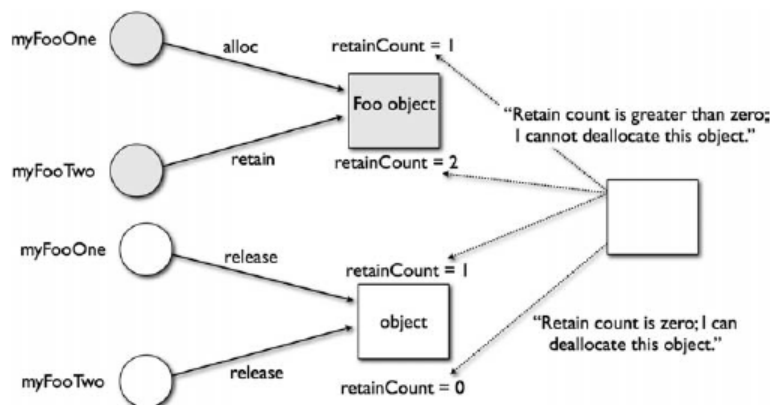 myFooOne
alloc
retainCount = 1
Foo object
"Retain count is greater than zero;
I cannot deallocate this object."
myFooTwo
retain
retainCount = 2
myFooOne
release
retainCount = 1
object
"Retain count is zero; I can
deallocate this object."
myFooTwo
release
retainCount = 0